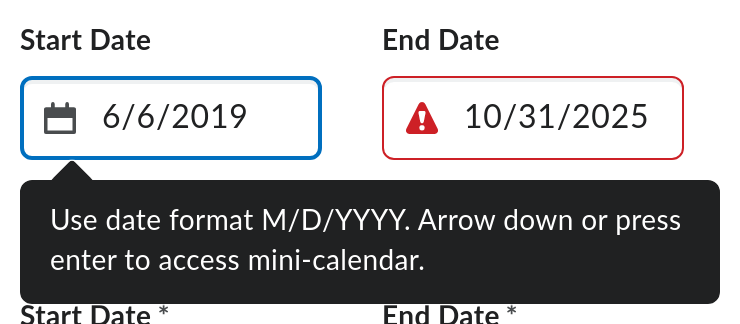 Start Date End Date
6/6/2019 10/31/2025
Use date format M/D/YYYY. Arrow down or press
enter to access mini-calendar.
Start Date * End Date *